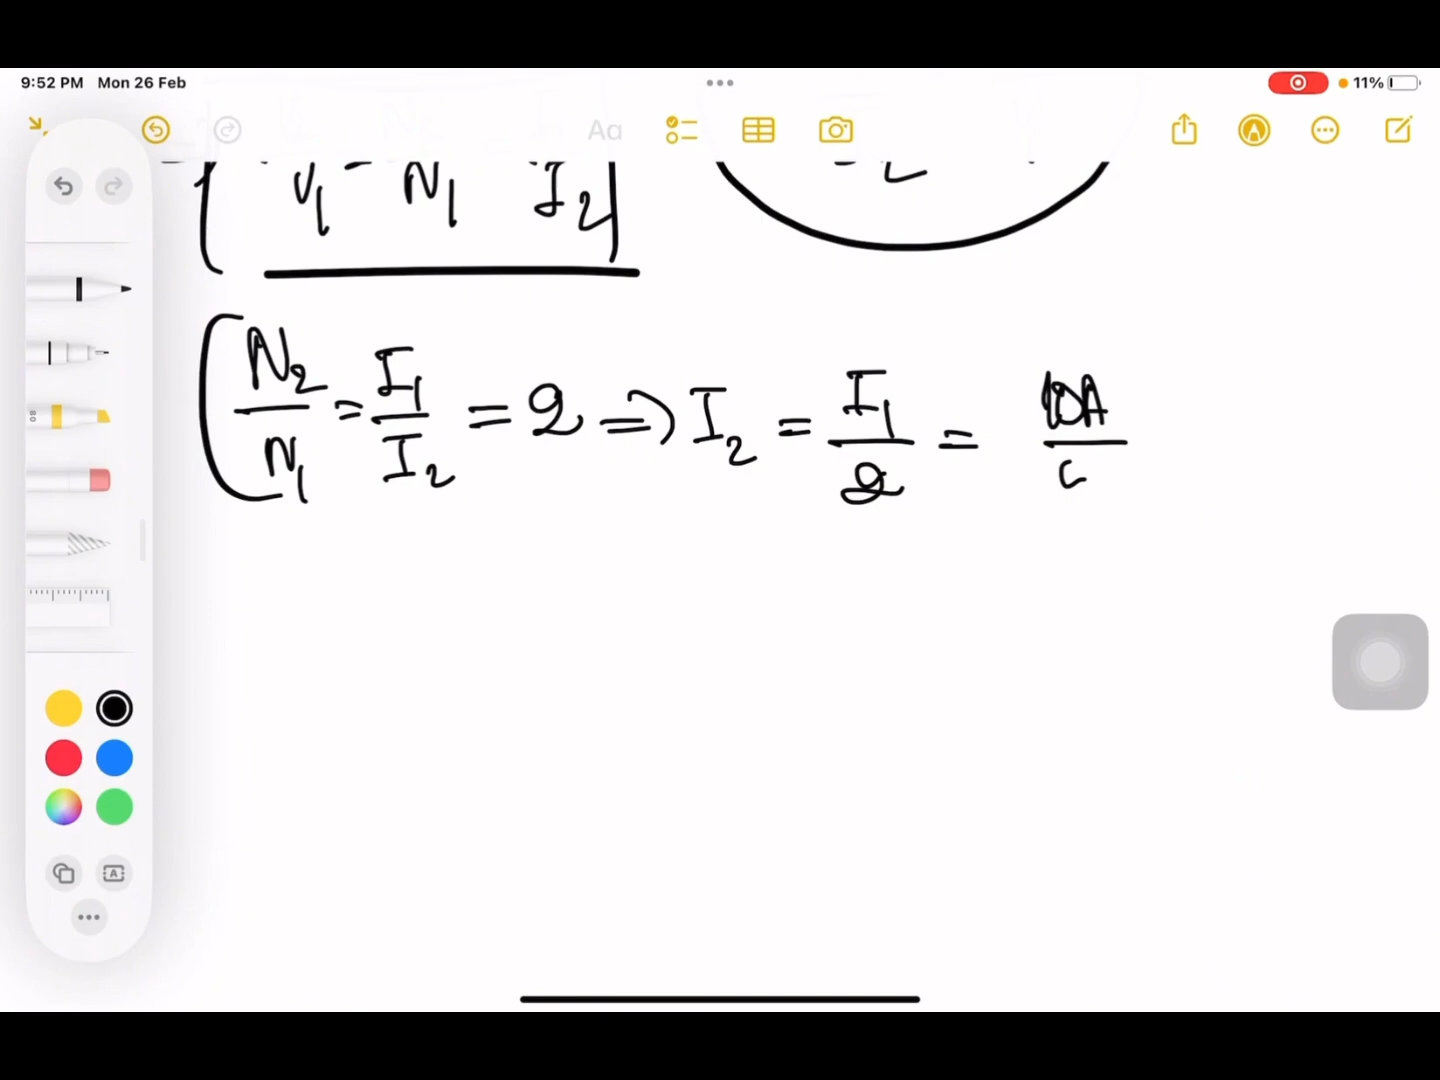 9:52 PM Mon 26 Feb
11%
Aa
V₁ = N₁ I₂
N₂/N₁ = I₁/I₂ = 2 ⇒ I₂ = I₁/2 = 10A/
80
A